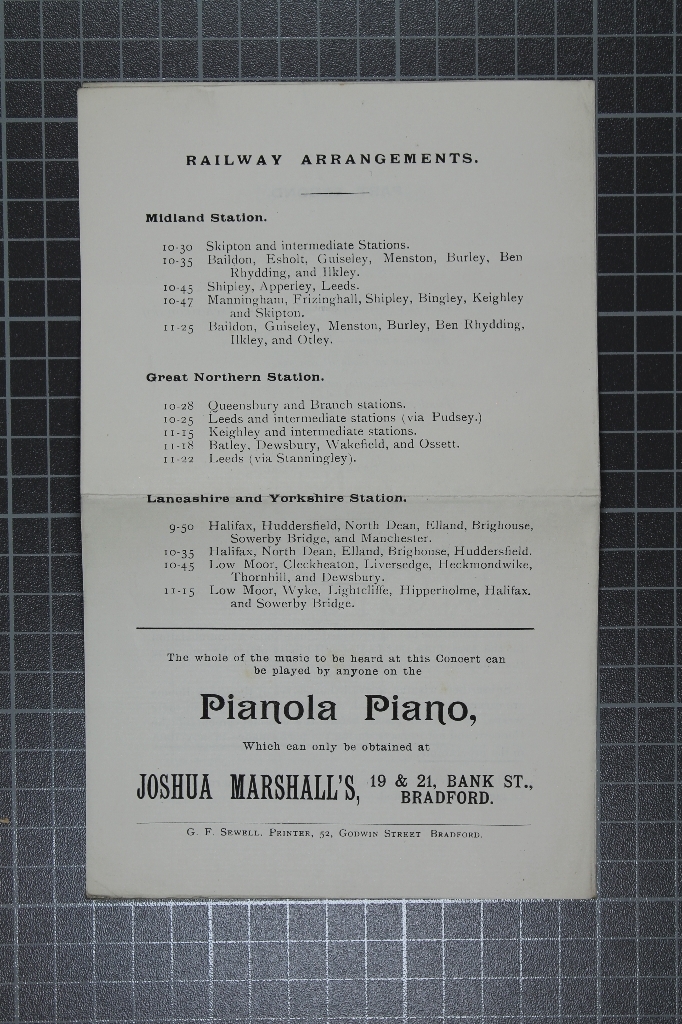 RAILWAY ARRANGEMENTS.
Midland Station.
10-30 Skipton and intermediate Stations.
10-35 Baildon, Esholt, Guiseley, Menston, Burley, Ben
Rhydding, and Ilkley.
10-45 Shipley, Apperley, Leeds.
10-47 Manningham, Frizinghall, Shipley, Bingley, Keighley
and Skipton.
11-25 Baildon, Guiseley, Menston, Burley, Ben Rhydding,
Ilkley, and Otley.
Great Northern Station.
10-28 Queensbury and Branch stations.
10-25 Leeds and intermediate stations (via Pudsey.)
11-15 Keighley and intermediate stations.
11-18 Batley, Dewsbury, Wakefield, and Ossett.
11-22 Leeds (via Stanningley).
Lancashire and Yorkshire Station.
9-50 Halifax, Huddersfield, North Dean, Elland, Brighouse,
Sowerby Bridge, and Manchester.
10-35 Halifax, North Dean, Elland, Brighouse, Huddersfield.
10-45 Low Moor, Cleckheaton, Liversedge, Heckmondwike,
Thornhill, and Dewsbury.
11-15 Low Moor, Wyke, Lightcliffe, Hipperholme, Halifax.
and Sowerby Bridge.
The whole of the music to be heard at this Concert can
be played by anyone on the
Pianola Piano,
Which can only be obtained at
JOSHUA MARSHALL'S, 19 & 21, BANK ST.,
BRADFORD.
G. F. SEWELL. PRINTER, 52, GODWIN STREET BRADFORD.